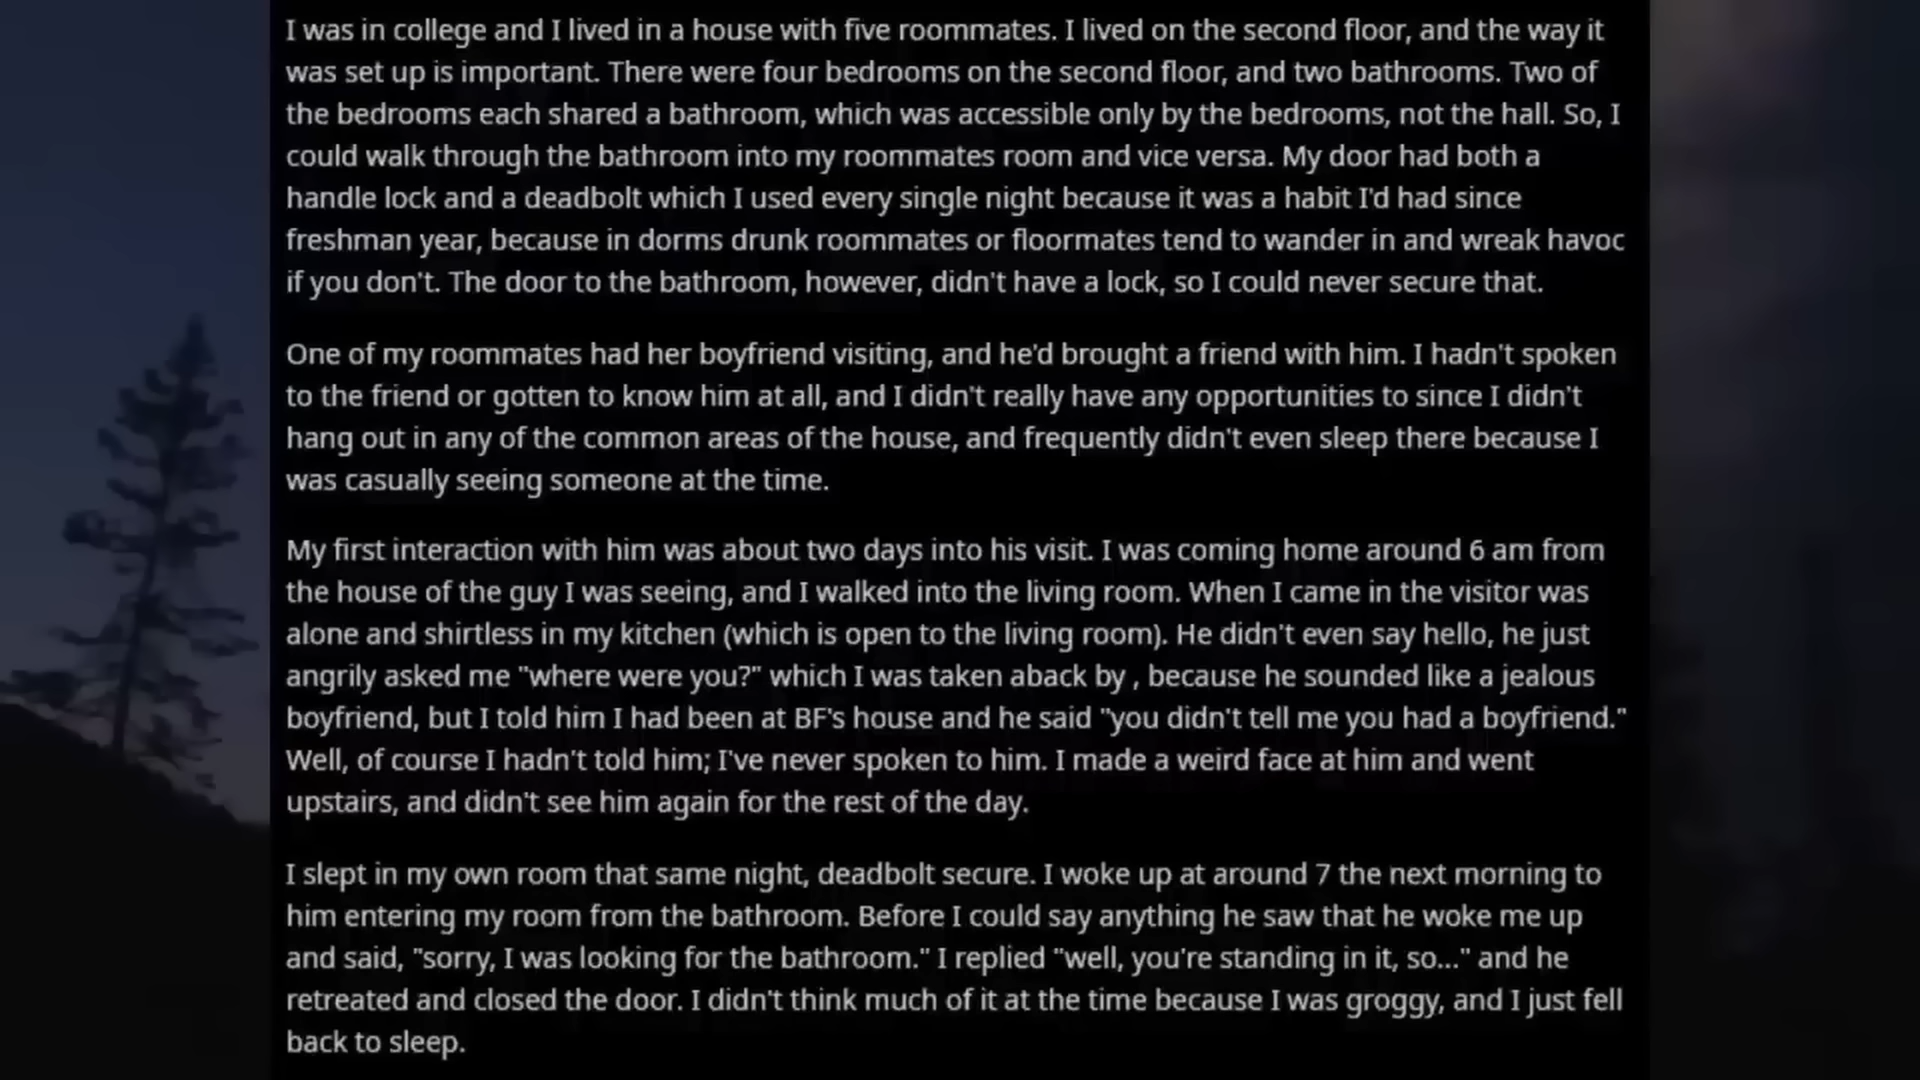 I was in college and I lived in a house with five roommates. I lived on the second floor, and the way it
was set up is important. There were four bedrooms on the second floor, and two bathrooms. Two of
the bedrooms each shared a bathroom, which was accessible only by the bedrooms, not the hall. So, I
could walk through the bathroom into my roommates room and vice versa. My door had both a
handle lock and a deadbolt which I used every single night because it was a habit I'd had since
freshman year, because in dorms drunk roommates or floormates tend to wander in and wreak havoc
if you don't. The door to the bathroom, however, didn't have a lock, so I could never secure that.
One of my roommates had her boyfriend visiting, and he'd brought a friend with him. I hadn't spoken
to the friend or gotten to know him at all, and I didn't really have any opportunities to since I didn't
hang out in any of the common areas of the house, and frequently didn't even sleep there because I
was casually seeing someone at the time.
My first interaction with him was about two days into his visit. I was coming home around 6 am from
the house of the guy I was seeing, and I walked into the living room. When I came in the visitor was
alone and shirtless in my kitchen (which is open to the living room). He didn't even say hello, he just
angrily asked me "where were you?" which I was taken aback by , because he sounded like a jealous
boyfriend, but I told him I had been at BF's house and he said "you didn't tell me you had a boyfriend."
Well, of course I hadn't told him; I've never spoken to him. I made a weird face at him and went
upstairs, and didn't see him again for the rest of the day.
I slept in my own room that same night, deadbolt secure. I woke up at around 7 the next morning to
him entering my room from the bathroom. Before I could say anything he saw that he woke me up
and said, "sorry, I was looking for the bathroom." I replied "well, you're standing in it, so..." and he
retreated and closed the door. I didn't think much of it at the time because I was groggy, and I just fell
back to sleep.